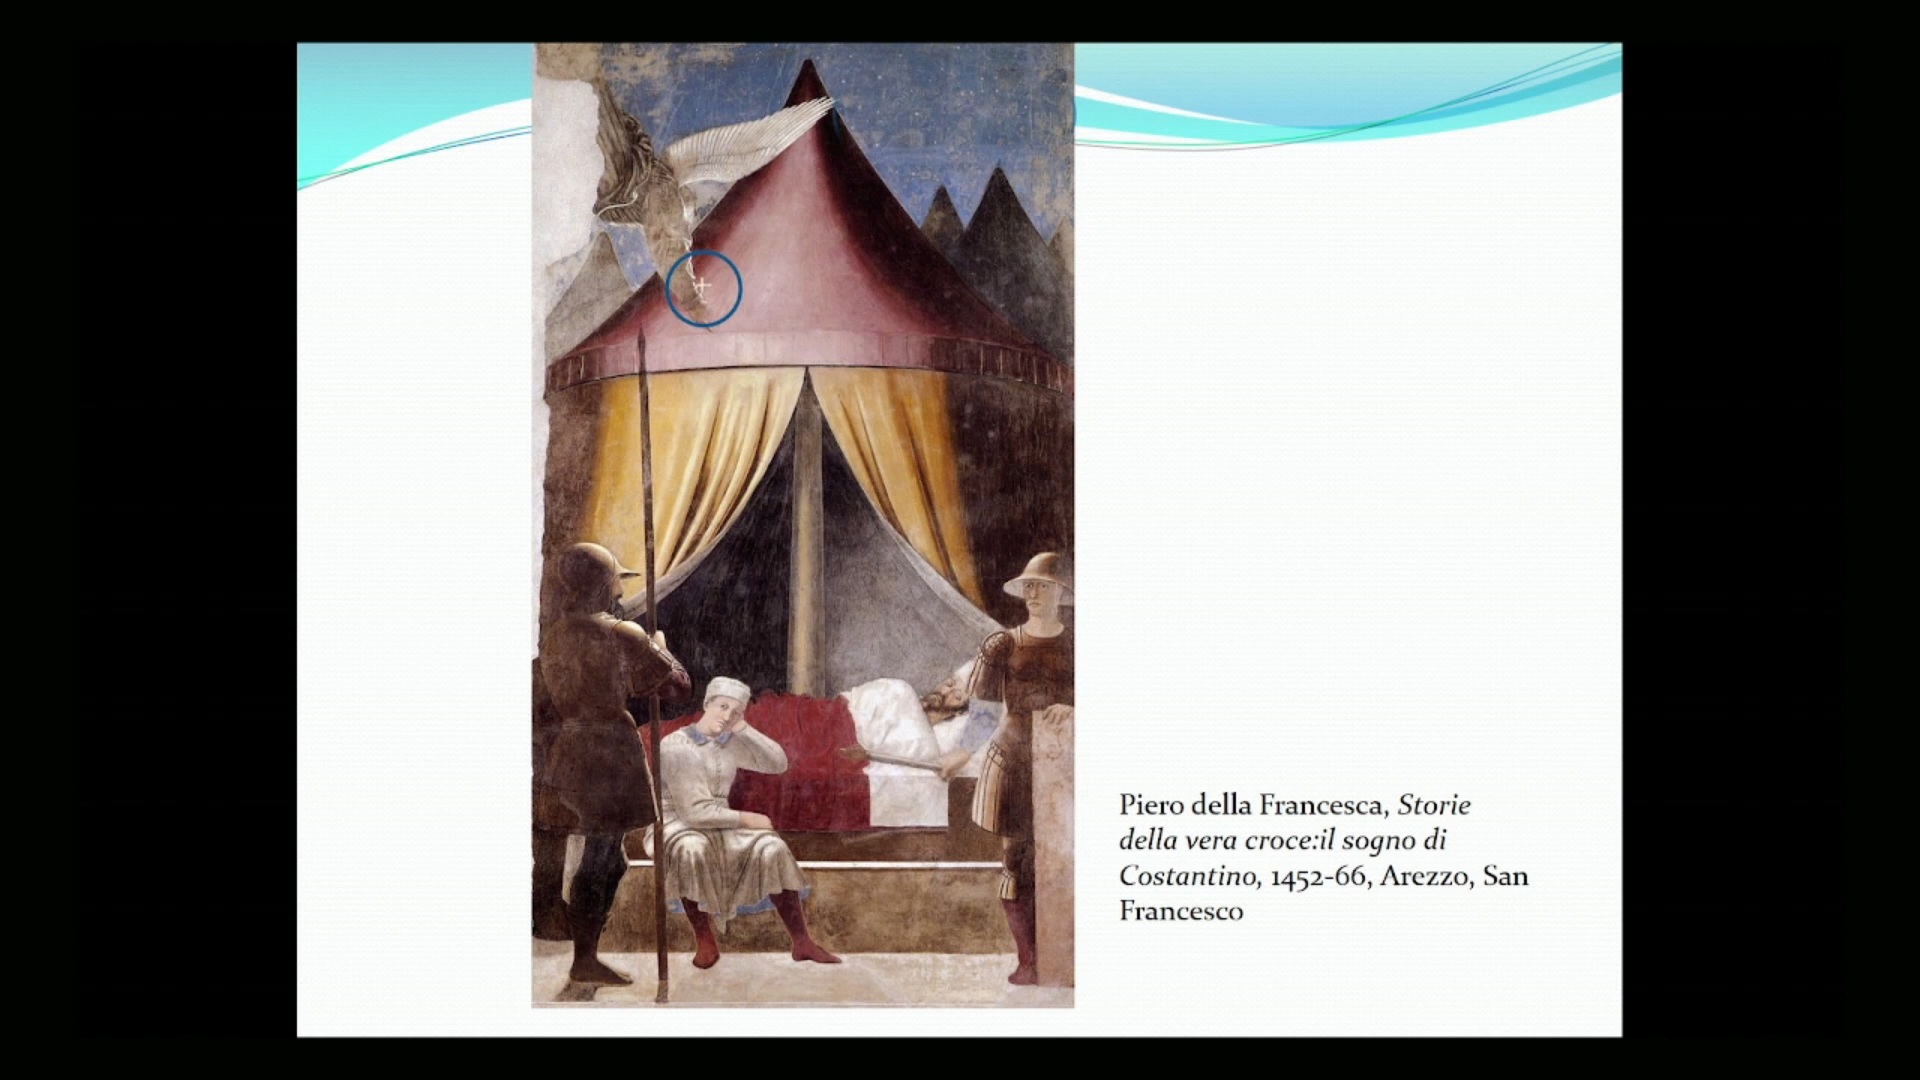 Piero della Francesca, Storie
della vera croce:il sogno di
Costantino, 1452-66, Arezzo, San
Francesco